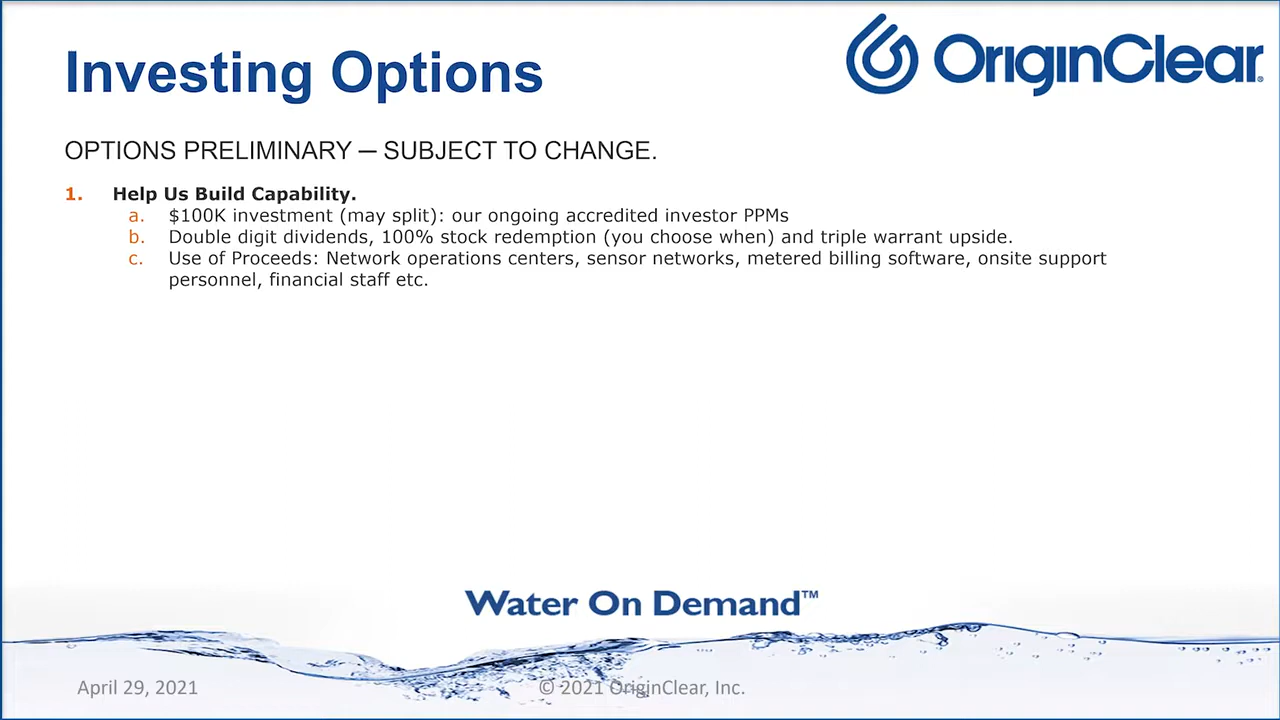 Investing Options
OriginClear®
OPTIONS PRELIMINARY — SUBJECT TO CHANGE.
1. Help Us Build Capability.
a. $100K investment (may split): our ongoing accredited investor PPMs
b. Double digit dividends, 100% stock redemption (you choose when) and triple warrant upside.
c. Use of Proceeds: Network operations centers, sensor networks, metered billing software, onsite support
personnel, financial staff etc.
Water On Demand™
April 29, 2021
© 2021 OriginClear, Inc.